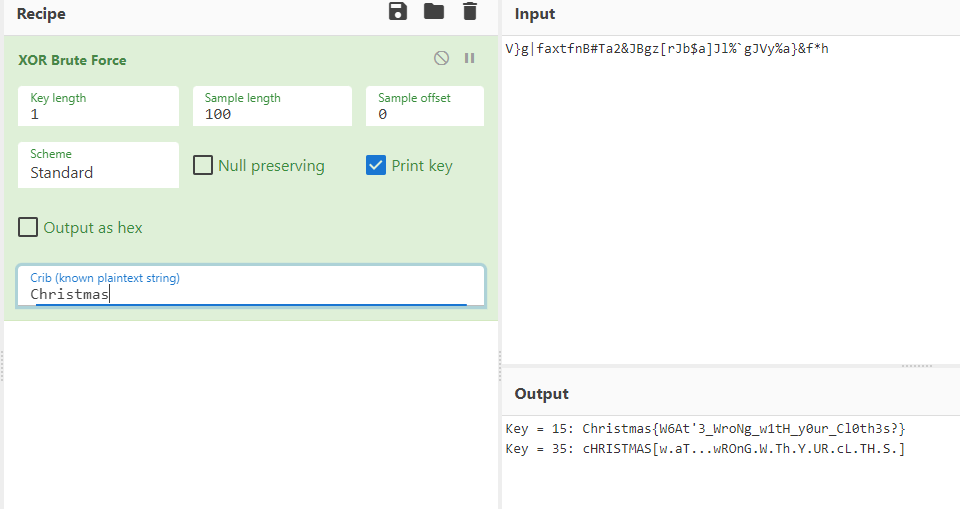 Recipe
Input
XOR Brute Force
Key length
1
Sample length
100
Sample offset
0
Scheme
Standard
Null preserving
Print key
Output as hex
Crib (known plaintext string)
Christmas
V}g|faxtfnB#Ta2&JBgz[rJb$a]Jl%`gJVy%a}&f*h
Output
Key = 15: Christmas{W6At'3_WroNg_w1tH_y0ur_Cl0th3s?}
Key = 35: cHRISTMAS[w.aT...wROnG.W.Th.Y.UR.cL.TH.S.]